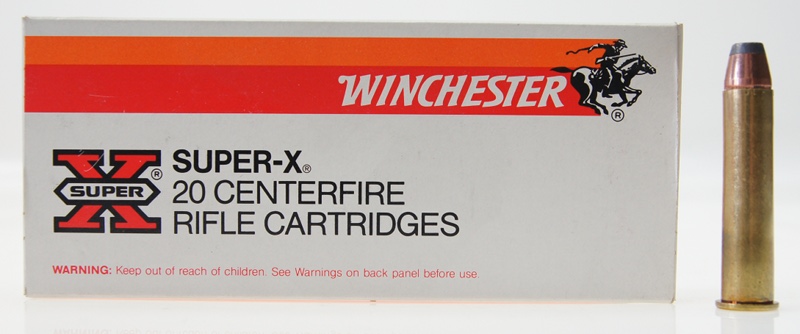 WINCHESTER®
X SUPER ®
SUPER-X®
20 CENTERFIRE
RIFLE CARTRIDGES
WARNING: Keep out of reach of children. See Warnings on back panel before use.